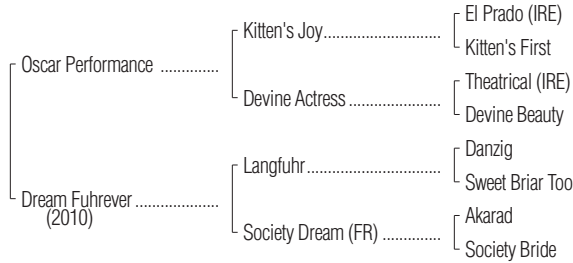 El Prado (IRE)
Kitten's Joy..............................
Kitten's First
Oscar Performance ...............
Theatrical (IRE)
Devine Actress ........................
Devine Beauty
Danzig
Langfuhr...................................
Sweet Briar Too
Dream Fuhrever .....................
(2010)
Akarad
Society Dream (FR) ...............
Society Bride